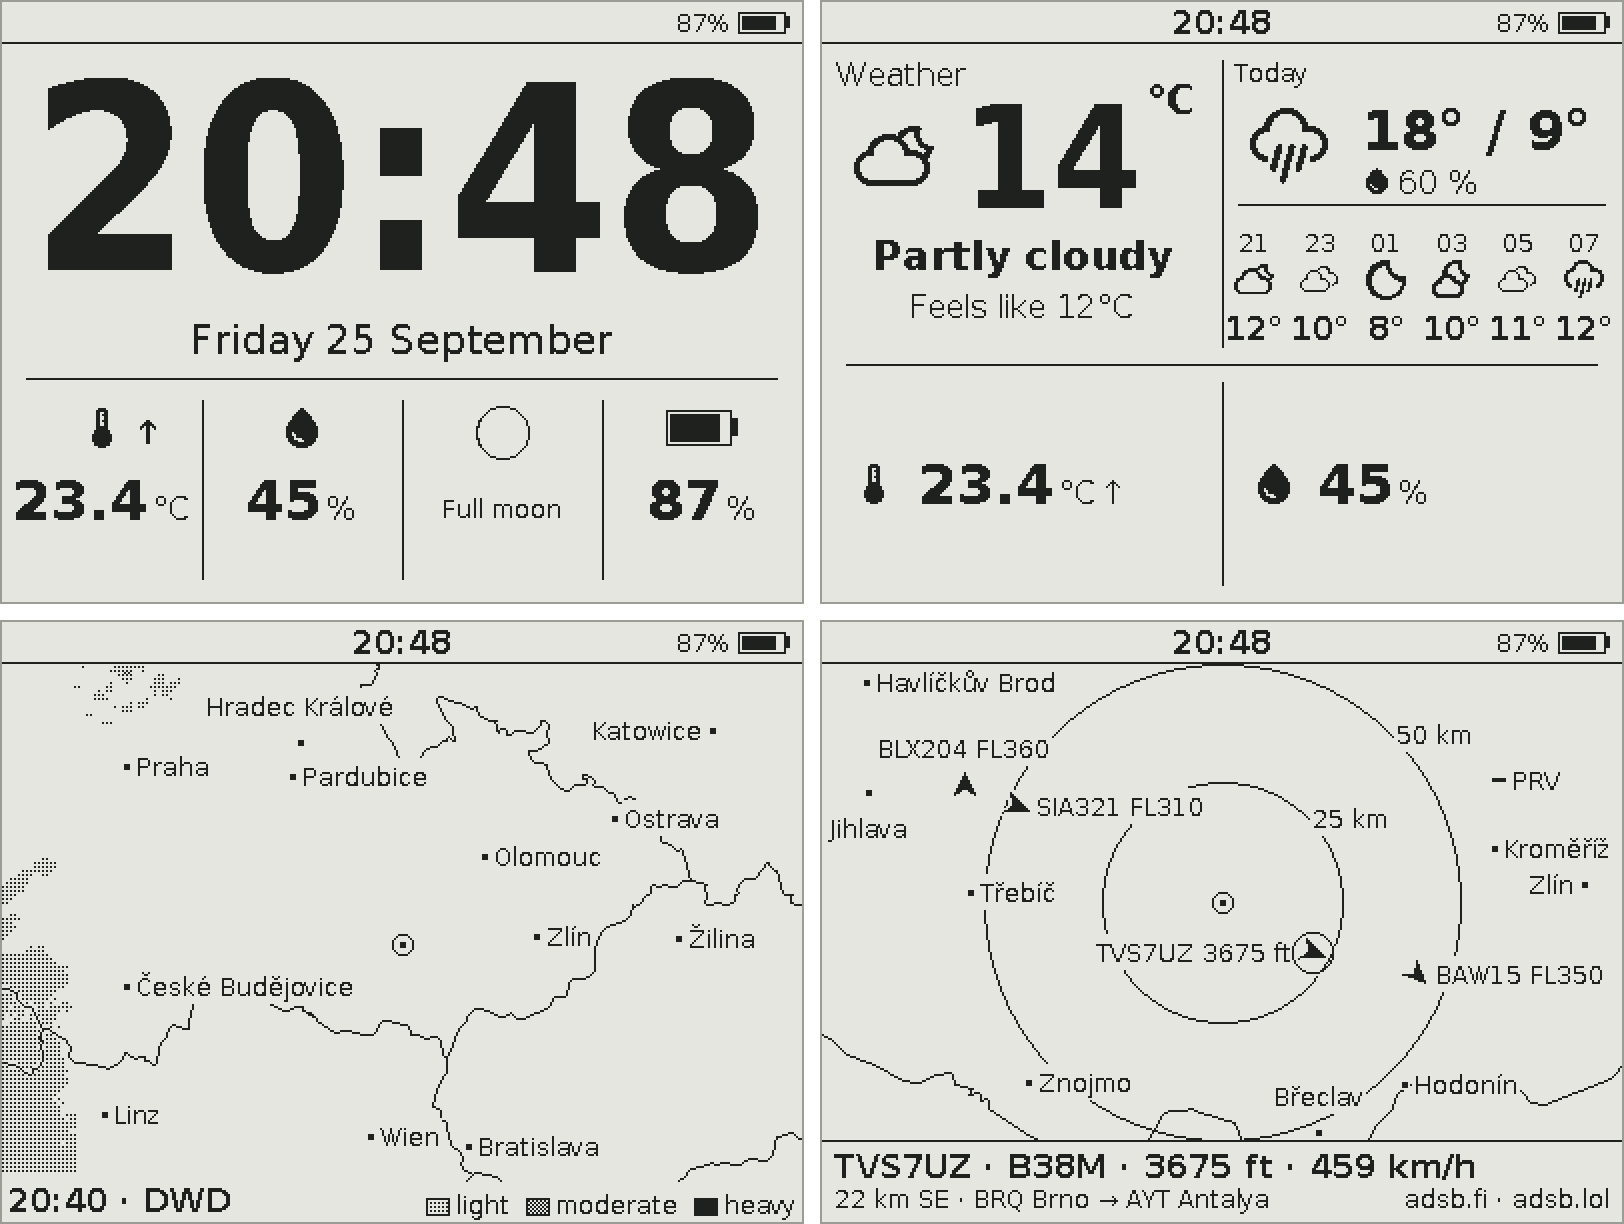 87%
20:48
Friday 25 September
23.4 °C
45 %
Full moon
87 %
20:48 87%
Weather
14 °C
Partly cloudy
Feels like 12°C
Today
18° / 9°
60 %
21 23 01 03 05 07
12° 10° 8° 10° 11° 12°
23.4 °C ↑
45 %
20:48 87%
Hradec Králové
Katowice
Praha
Pardubice
Ostrava
Olomouc
Zlín
Žilina
České Budějovice
Linz
Wien
Bratislava
20:40 · DWD
light moderate heavy
20:48 87%
Havlíčkův Brod
50 km
BLX204 FL360
PRV
SIA321 FL310
25 km
Jihlava
Kroměříž
Zlín
Třebíč
TVS7UZ 3675 ft
BAW15 FL350
Znojmo
Hodonín
Břeclav
TVS7UZ · B38M · 3675 ft · 459 km/h
22 km SE · BRQ Brno → AYT Antalya adsb.fi · adsb.lol